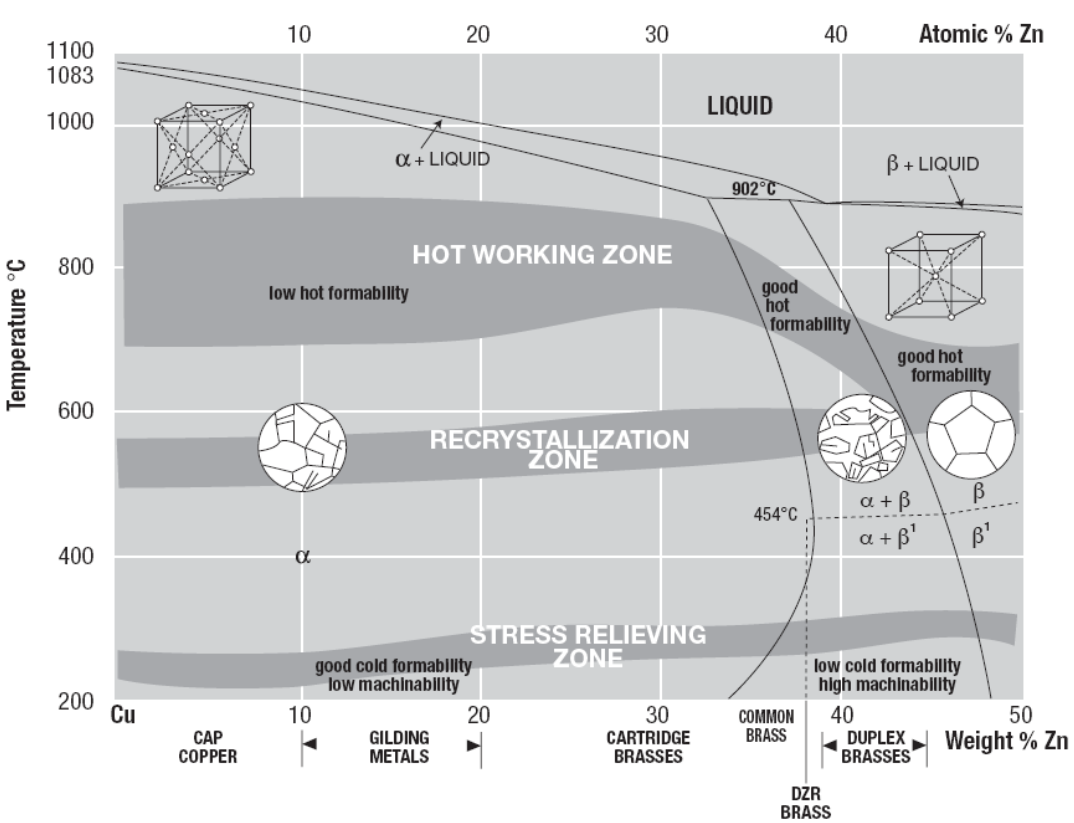 10 20 30 40 Atomic % Zn
1100
1083
1000
800
600
400
200
Temperature °C
LIQUID
α + LIQUID
β + LIQUID
902°C
HOT WORKING ZONE
low hot formability
good
hot
formability
good hot
formability
RECRYSTALLIZATION
ZONE
α + β
β
454°C
α + β¹
β¹
α
STRESS RELIEVING
ZONE
good cold formability
low machinability
low cold formability
high machinability
Cu 10 20 30 40 50
Weight % Zn
CAP
COPPER
GILDING
METALS
CARTRIDGE
BRASSES
COMMON
BRASS
DUPLEX
BRASSES
DZR
BRASS